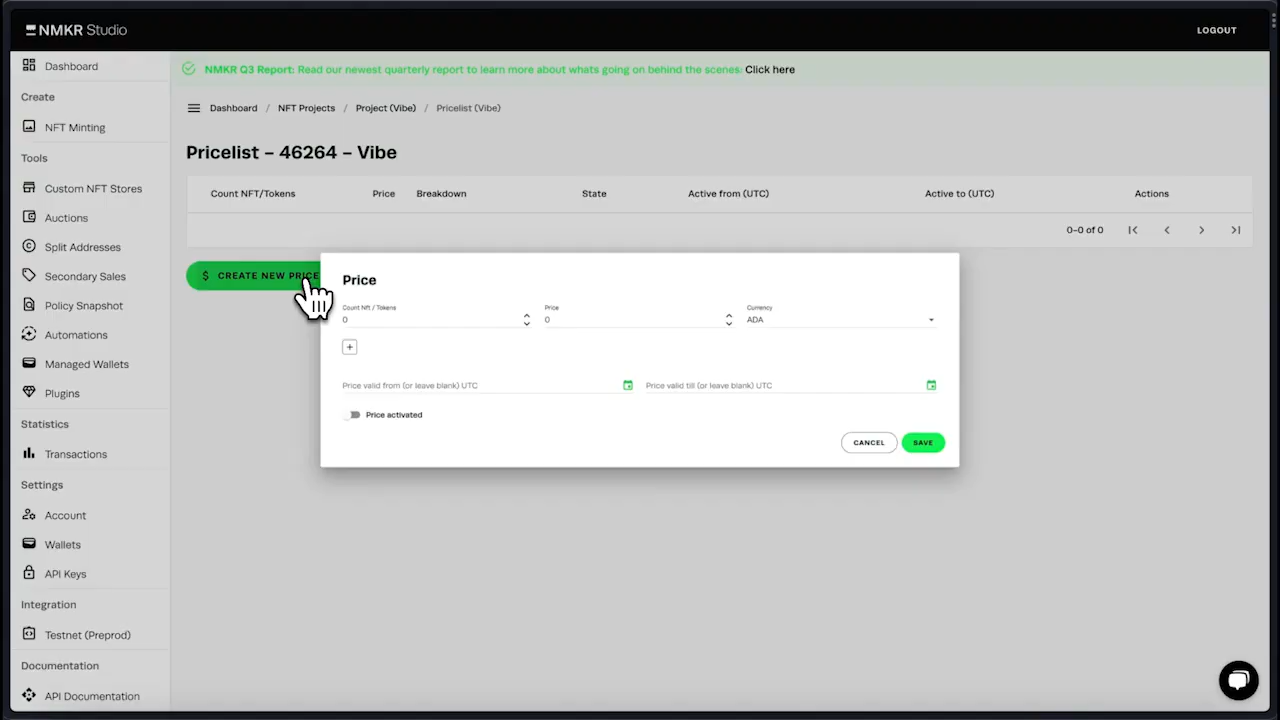 NMKR Studio
LOGOUT
Dashboard
Create
NFT Minting
Tools
Custom NFT Stores
Auctions
Split Addresses
Secondary Sales
Policy Snapshot
Automations
Managed Wallets
Plugins
Statistics
Transactions
Settings
Account
Wallets
API Keys
Integration
Testnet (Preprod)
Documentation
API Documentation
NMKR Q3 Report: Read our newest quarterly report to learn more about whats going on behind the scenes: Click here
Dashboard / NFT Projects / Project (Vibe) / Pricelist (Vibe)
Pricelist – 46264 – Vibe
Count NFT/Tokens Price Breakdown State Active from (UTC) Active to (UTC) Actions
0-0 of 0
$ CREATE NEW PRICE
Price
Count Nft / Tokens Price Currency
0 0 ADA
Price valid from (or leave blank) UTC Price valid till (or leave blank) UTC
Price activated
CANCEL SAVE